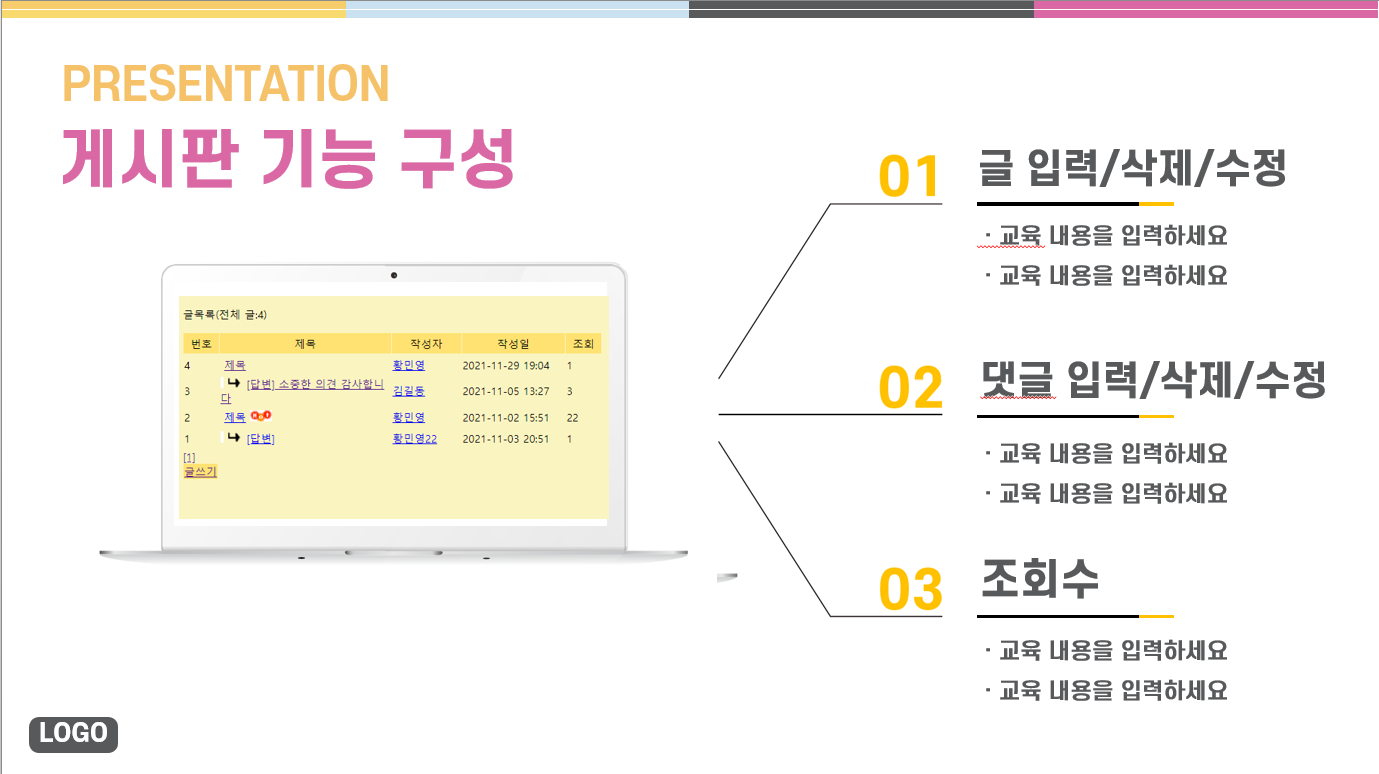 PRESENTATION
게시판 기능 구성
글목록(전체 글:4)
번호 제목 작성자 작성일 조회
4 제목 황민영 2021-11-29 19:04 1
3 [답변] 소중한 의견 감사합니
다 김길동 2021-11-05 13:27 3
2 제목 HOT 황민영 2021-11-02 15:51 22
1 [답변] 황민영22 2021-11-03 20:51 1
[1]
글쓰기
01 글 입력/삭제/수정
· 교육 내용을 입력하세요
· 교육 내용을 입력하세요
02 댓글 입력/삭제/수정
· 교육 내용을 입력하세요
· 교육 내용을 입력하세요
03 조회수
· 교육 내용을 입력하세요
· 교육 내용을 입력하세요
LOGO